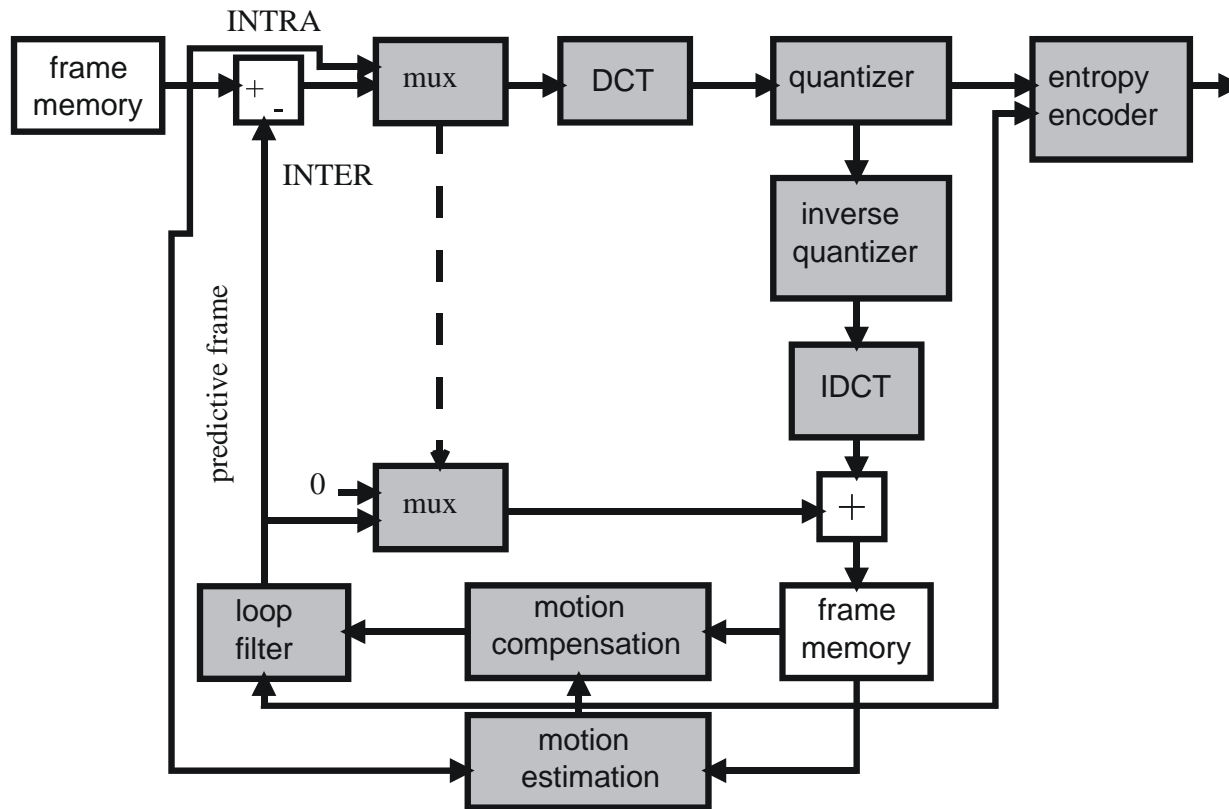 INTRA
frame
memory
+
-
mux
DCT
quantizer
entropy
encoder
INTER
inverse
quantizer
predictive frame
IDCT
0
mux
+
loop
filter
motion
compensation
frame
memory
motion
estimation